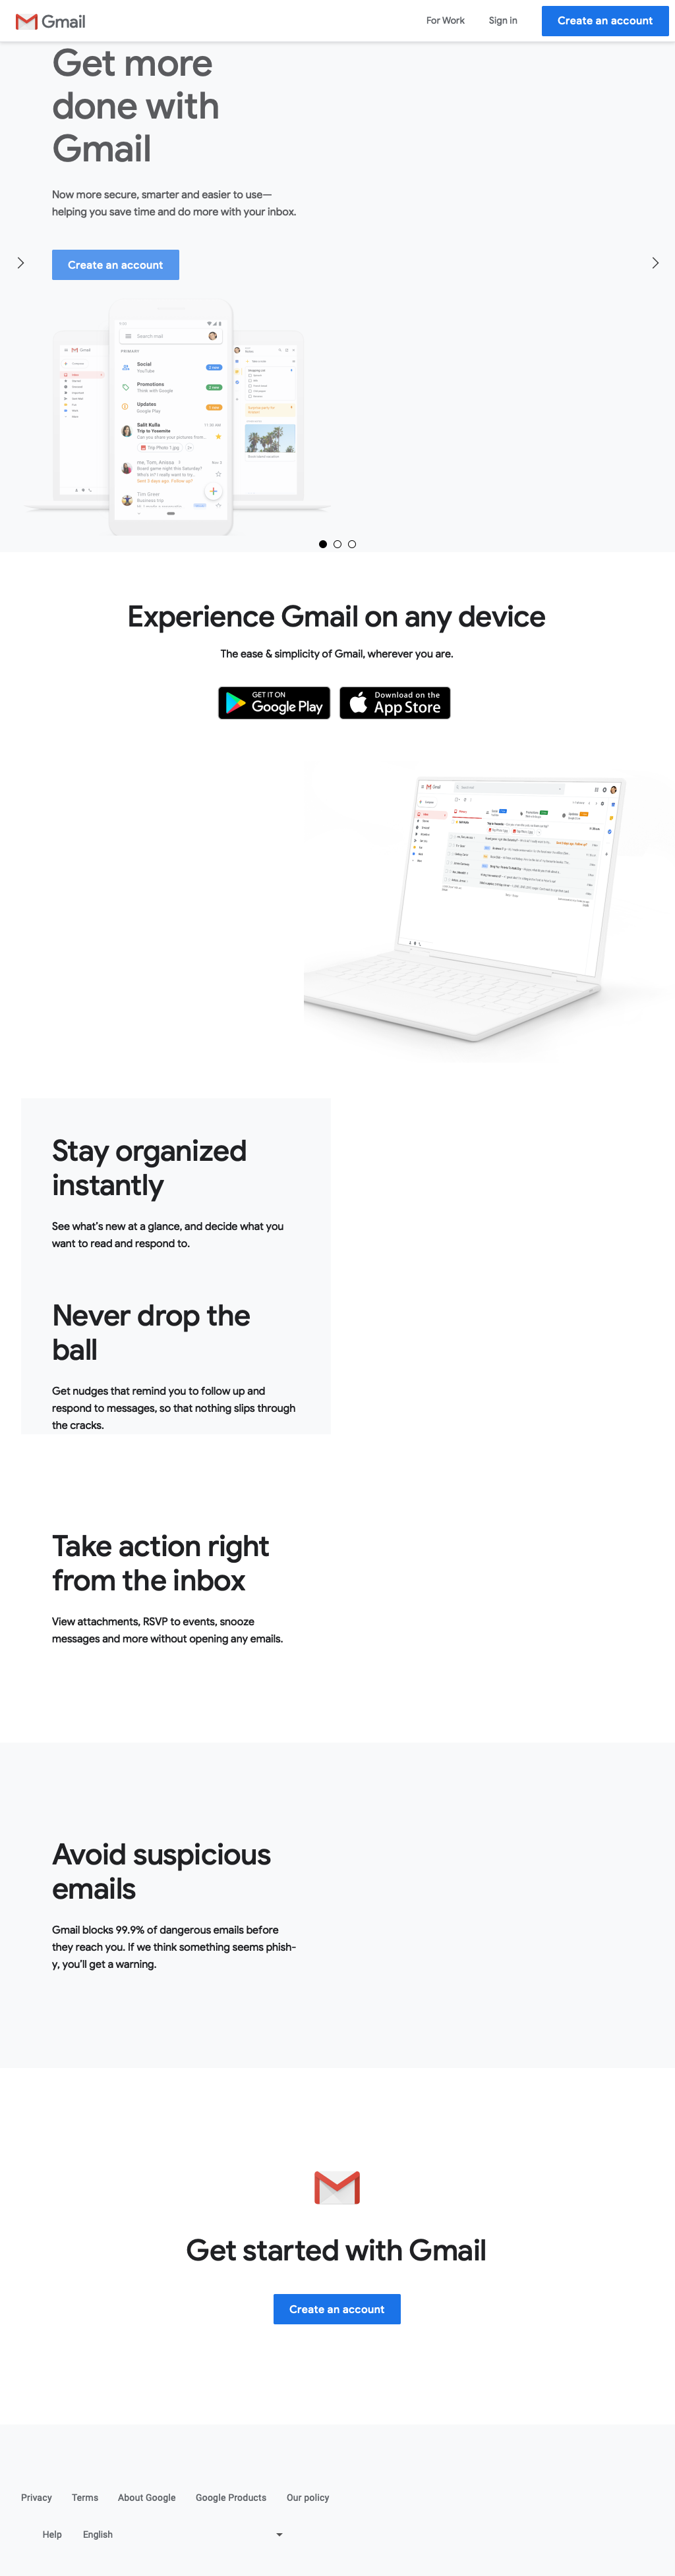 Gmail
For Work
Sign in
Create an account
Get more
done with
Gmail
Now more secure, smarter and easier to use—
helping you save time and do more with your inbox.
Create an account
Gmail
Search mail
PRIMARY
Social
YouTube
Promotions
Think with Google
Updates
Google Play
Salit Kulla
11:30 AM
Trip to Yosemite
Can you share your pictures from...
Trip Photo 1.jpg
me, Tom, Anissa
Board game night this Saturday?
Who's in? I really want to try...
Sent 3 days ago. Follow up?
Tim Greer
Business trip
Experience Gmail on any device
The ease & simplicity of Gmail, wherever you are.
GET IT ON
Google Play
Download on the
App Store
Gmail
Stay organized
instantly
See what's new at a glance, and decide what you
want to read and respond to.
Never drop the
ball
Get nudges that remind you to follow up and
respond to messages, so that nothing slips through
the cracks.
Take action right
from the inbox
View attachments, RSVP to events, snooze
messages and more without opening any emails.
Avoid suspicious
emails
Gmail blocks 99.9% of dangerous emails before
they reach you. If we think something seems phish-
y, you'll get a warning.
Get started with Gmail
Create an account
Privacy
Terms
About Google
Google Products
Our policy
Help
English